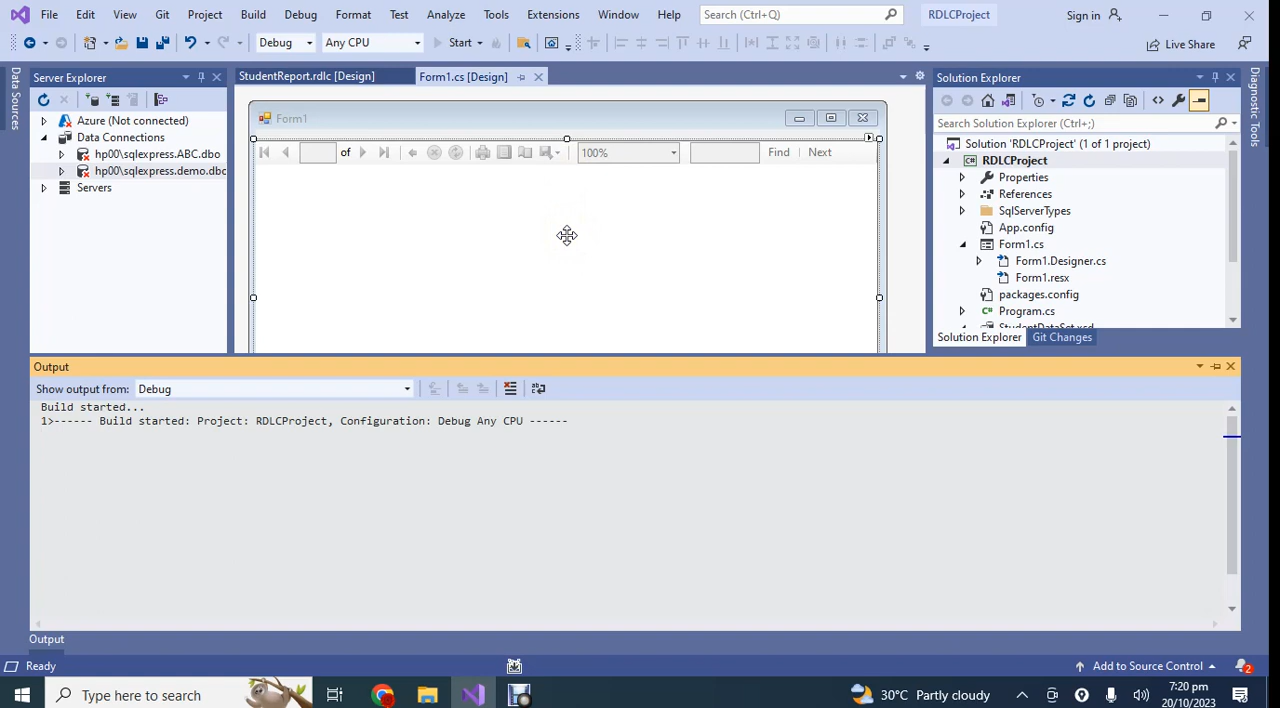 File Edit View Git Project Build Debug Format Test Analyze Tools Extensions Window Help Search (Ctrl+Q) RDLCProject Sign in
Debug Any CPU Start Live Share
Data Sources
Server Explorer
Azure (Not connected)
Data Connections
hp00\sqlexpress.ABC.dbo
hp00\sqlexpress.demo.dbo
Servers
StudentReport.rdlc [Design] Form1.cs [Design]
Form1
of 100% Find Next
Solution Explorer
Search Solution Explorer (Ctrl+;)
Solution 'RDLCProject' (1 of 1 project)
RDLCProject
Properties
References
SqlServerTypes
App.config
Form1.cs
Form1.Designer.cs
Form1.resx
packages.config
Program.cs
StudentDataSet.xsd
Solution Explorer Git Changes
Diagnostic Tools
Output
Show output from: Debug
Build started...
1>------ Build started: Project: RDLCProject, Configuration: Debug Any CPU ------
Output
Ready Add to Source Control 2
Type here to search 30°C Partly cloudy 7:20 pm
20/10/2023